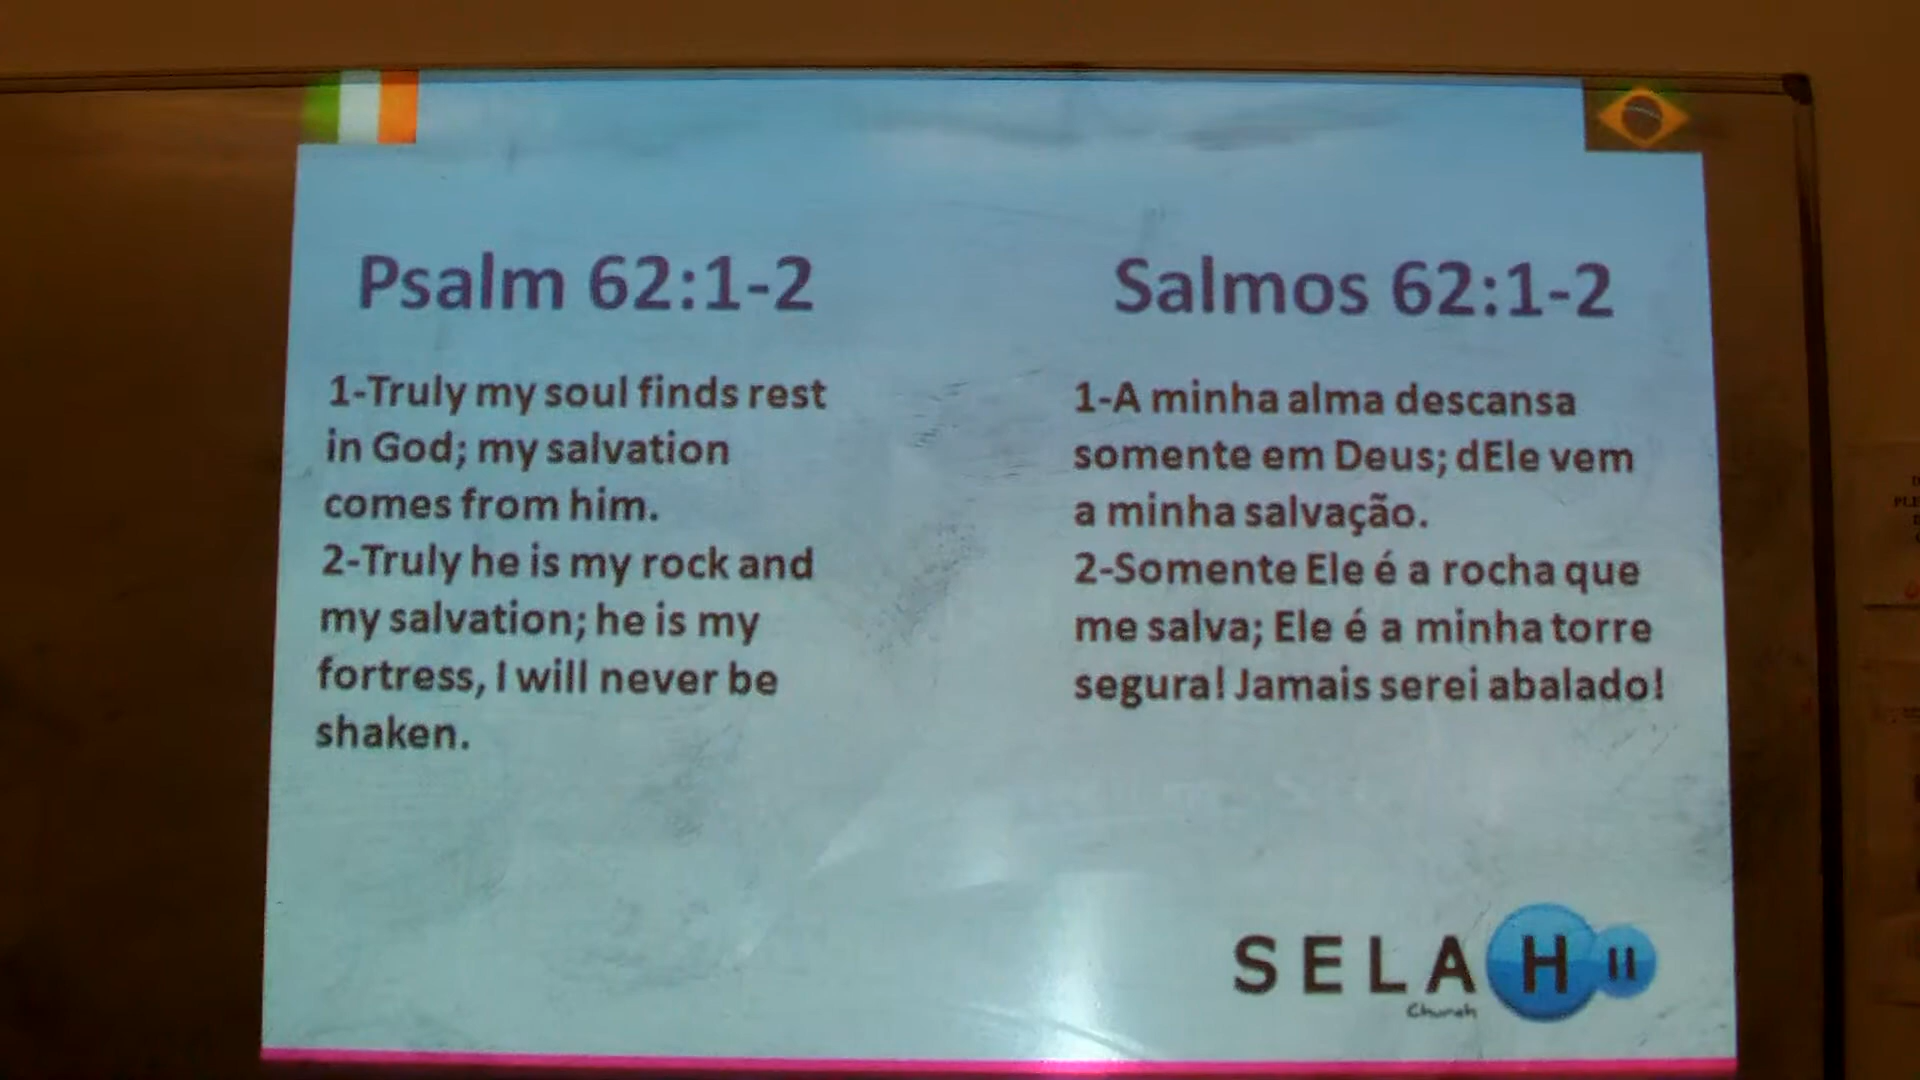 Psalm 62:1-2
1-Truly my soul finds rest
in God; my salvation
comes from him.
2-Truly he is my rock and
my salvation; he is my
fortress, I will never be
shaken.
Salmos 62:1-2
1-A minha alma descansa
somente em Deus; dEle vem
a minha salvação.
2-Somente Ele é a rocha que
me salva; Ele é a minha torre
segura! Jamais serei abalado!
SELAH II
Church